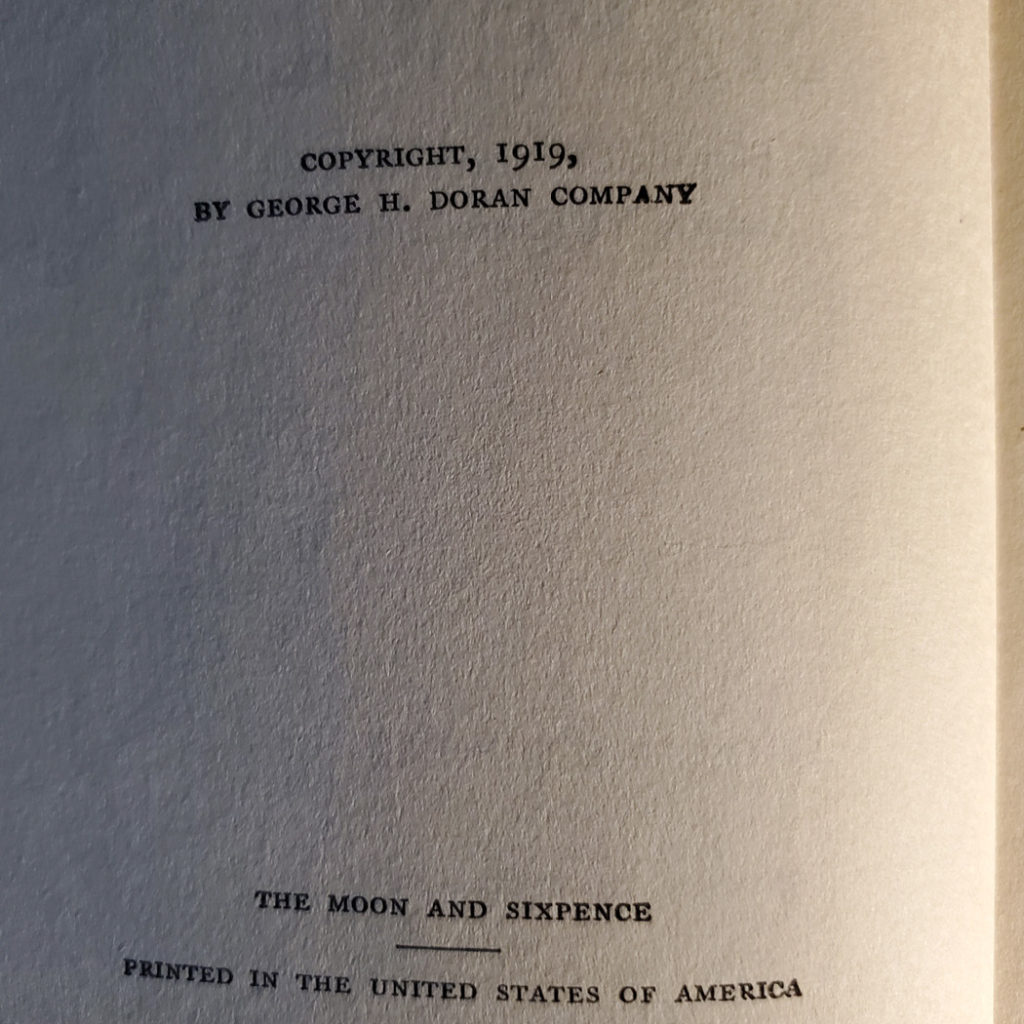 COPYRIGHT, 1919,
BY GEORGE H. DORAN COMPANY
THE MOON AND SIXPENCE
PRINTED IN THE UNITED STATES OF AMERICA